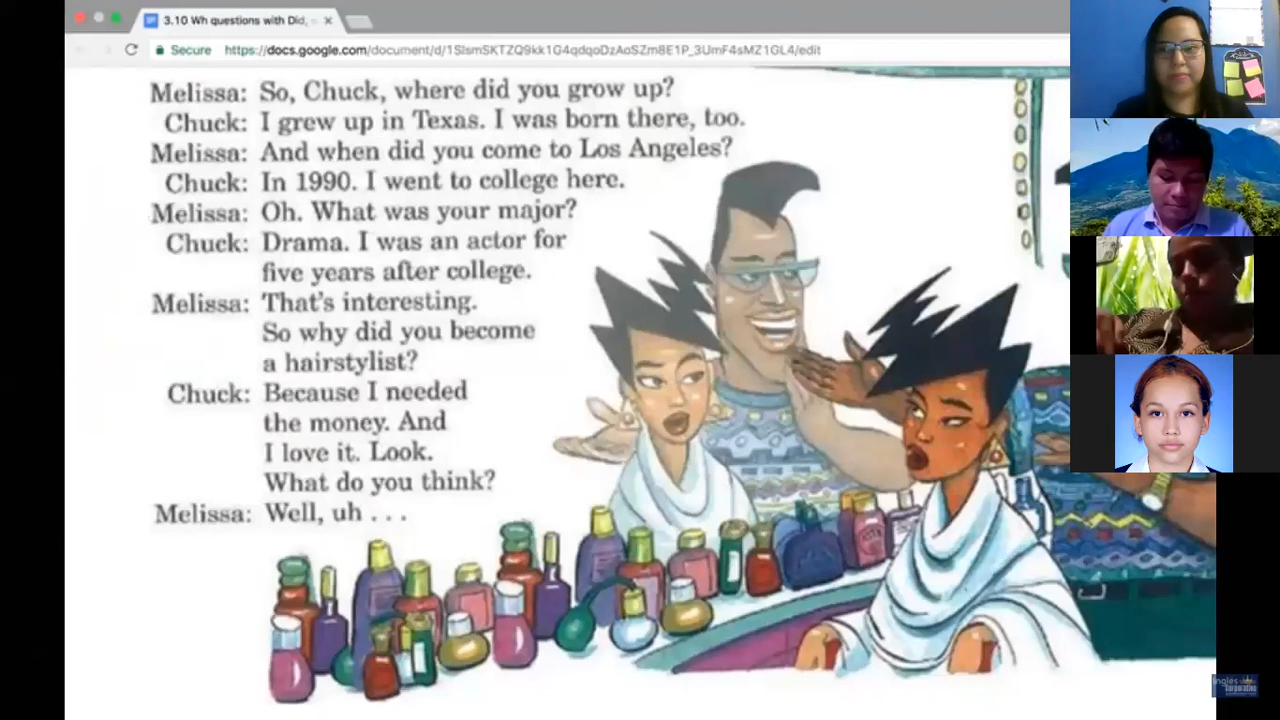 3.10 Wh questions with Did,
Secure https://docs.google.com/document/d/1SlsmSKTZQ9kk1G4qdqoDzAoSZm8E1P_3UmF4sMZ1GL4/edit
Melissa: So, Chuck, where did you grow up?
Chuck: I grew up in Texas. I was born there, too.
Melissa: And when did you come to Los Angeles?
Chuck: In 1990. I went to college here.
Melissa: Oh. What was your major?
Chuck: Drama. I was an actor for
five years after college.
Melissa: That's interesting.
So why did you become
a hairstylist?
Chuck: Because I needed
the money. And
I love it. Look.
What do you think?
Melissa: Well, uh . . .
Inglés
Corporativo